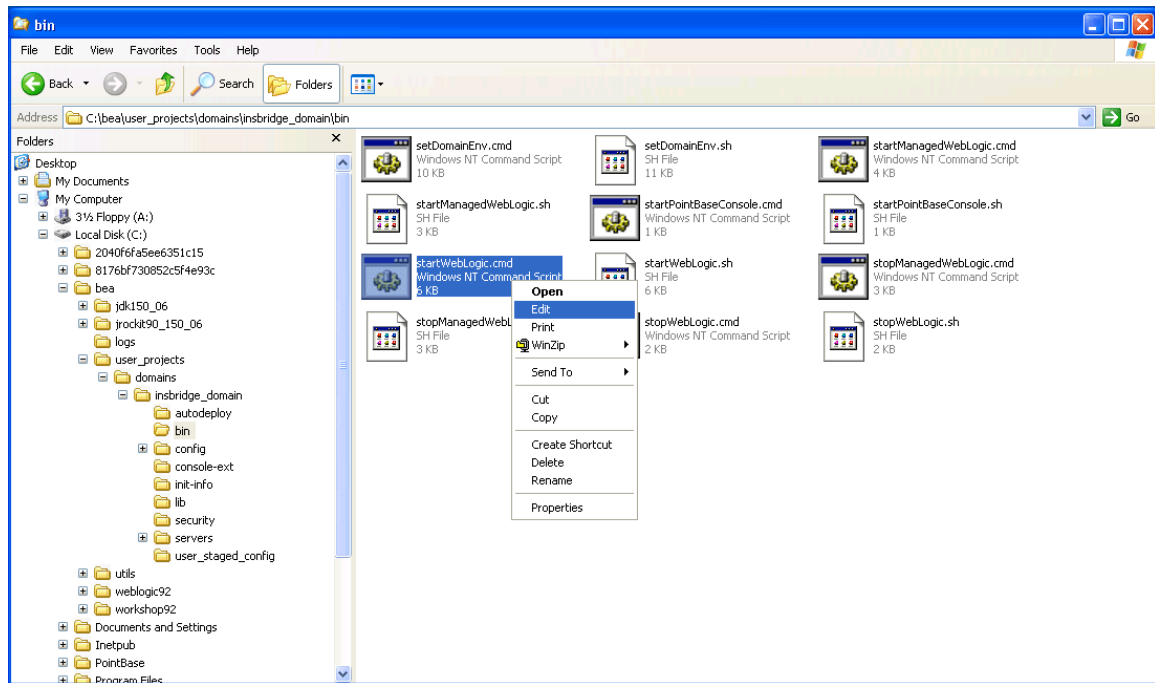 bin
File Edit View Favorites Tools Help
Back Search Folders
Address C:\bea\user_projects\domains\insbridge_domain\bin Go
Folders
Desktop
My Documents
My Computer
3½ Floppy (A:)
Local Disk (C:)
2040f6fa5ee6351c15
8176bf730852c5f4e93c
bea
jdk150_06
jrockit90_150_06
logs
user_projects
domains
insbridge_domain
autodeploy
bin
config
console-ext
init-info
lib
security
servers
user_staged_config
utils
weblogic92
workshop92
Documents and Settings
Inetpub
PointBase
Program Files
setDomainEnv.cmd
Windows NT Command Script
10 KB
setDomainEnv.sh
SH File
11 KB
startManagedWebLogic.cmd
Windows NT Command Script
4 KB
startManagedWebLogic.sh
SH File
3 KB
startPointBaseConsole.cmd
Windows NT Command Script
1 KB
startPointBaseConsole.sh
SH File
1 KB
startWebLogic.cmd
Windows NT Command Script
6 KB
startWebLogic.sh
SH File
6 KB
stopManagedWebLogic.cmd
Windows NT Command Script
3 KB
stopManagedWebL
SH File
3 KB
stopWebLogic.cmd
Windows NT Command Script
2 KB
stopWebLogic.sh
SH File
2 KB
Open
Edit
Print
WinZip
Send To
Cut
Copy
Create Shortcut
Delete
Rename
Properties